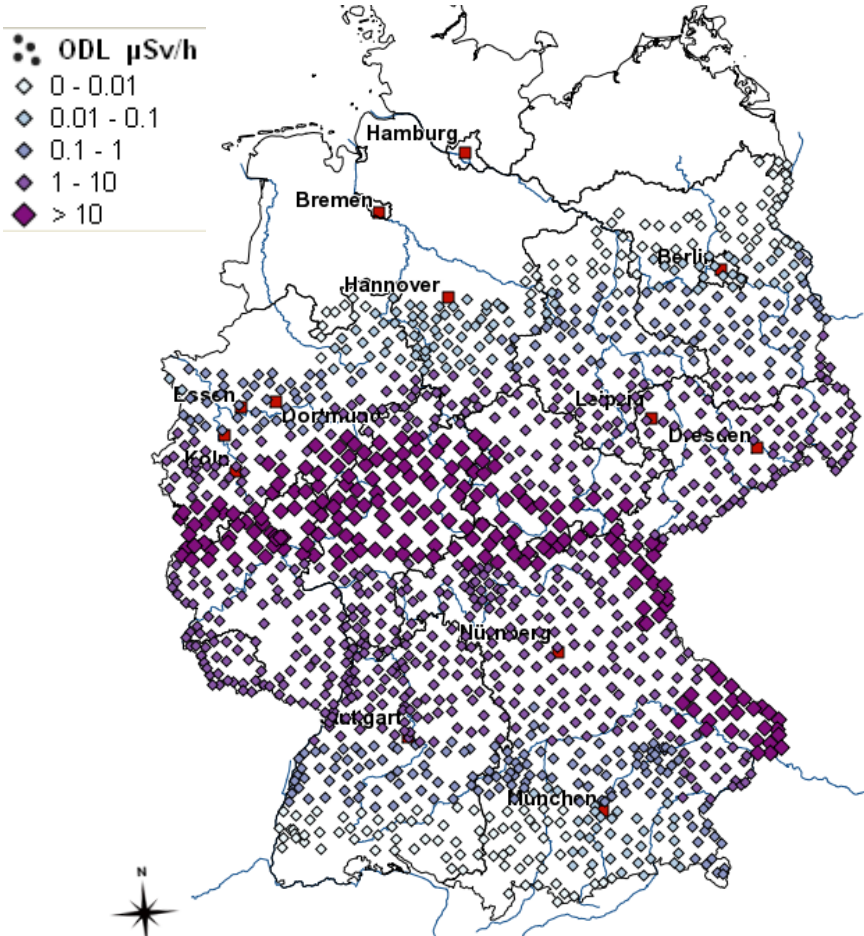 ODL µSv/h
0 - 0.01
0.01 - 0.1
0.1 - 1
1 - 10
> 10
Hamburg
Bremen
Berlin
Hannover
Essen
Dortmund
Leipzig
Dresden
Köln
Nürnberg
Stuttgart
München
N